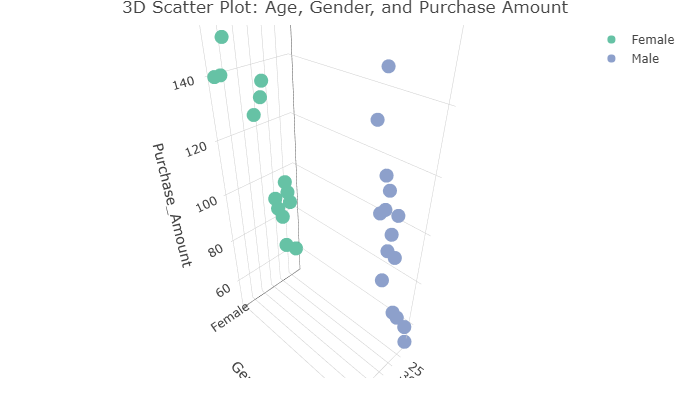 3D Scatter Plot: Age, Gender, and Purchase Amount
Female
Male
140
120
100
80
60
Purchase_Amount
Female
25